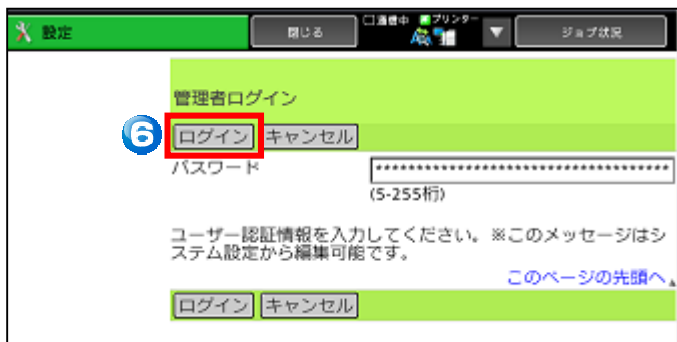 設定
閉じる
通信中 プリンター
ジョブ状況
管理者ログイン
6
ログイン キャンセル
パスワード
************************************
(5-255桁)
ユーザー認証情報を入力してください。※このメッセージはシ
ステム設定から編集可能です。
このページの先頭へ
ログイン キャンセル